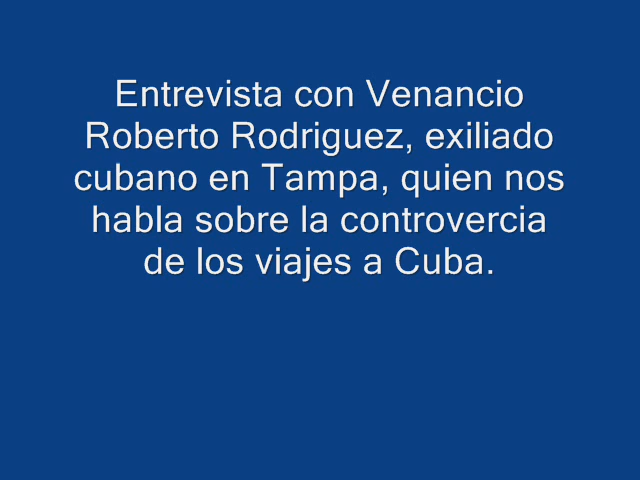 Entrevista con Venancio
Roberto Rodriguez, exiliado
cubano en Tampa, quien nos
habla sobre la controvercia
de los viajes a Cuba.